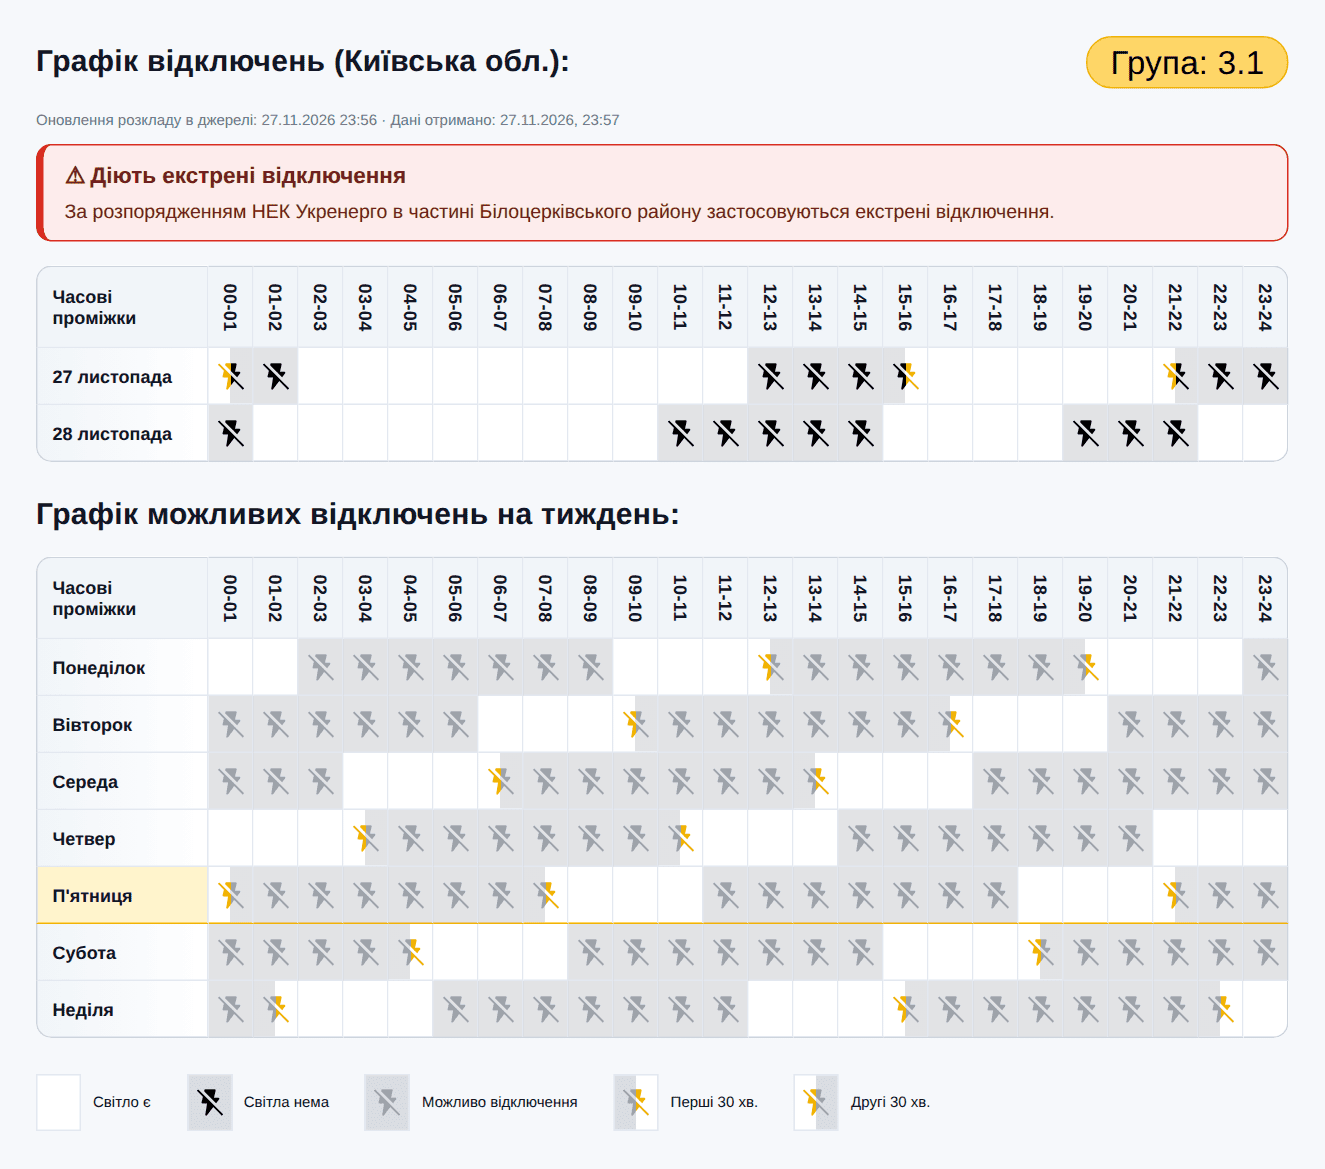 Графік відключень (Київська обл.):
Група: 3.1
Оновлення розкладу в джерелі: 27.11.2026 23:56 · Дані отримано: 27.11.2026, 23:57
⚠ Діють екстрені відключення
За розпорядженням НЕК Укренерго в частині Білоцерківського району застосовуються екстрені відключення.
Часові проміжки 00-01 01-02 02-03 03-04 04-05 05-06 06-07 07-08 08-09 09-10 10-11 11-12 12-13 13-14 14-15 15-16 16-17 17-18 18-19 19-20 20-21 21-22 22-23 23-24
27 листопада
28 листопада
Графік можливих відключень на тиждень:
Часові проміжки 00-01 01-02 02-03 03-04 04-05 05-06 06-07 07-08 08-09 09-10 10-11 11-12 12-13 13-14 14-15 15-16 16-17 17-18 18-19 19-20 20-21 21-22 22-23 23-24
Понеділок
Вівторок
Середа
Четвер
П'ятниця
Субота
Неділя
Світло є Світла нема Можливо відключення Перші 30 хв. Другі 30 хв.